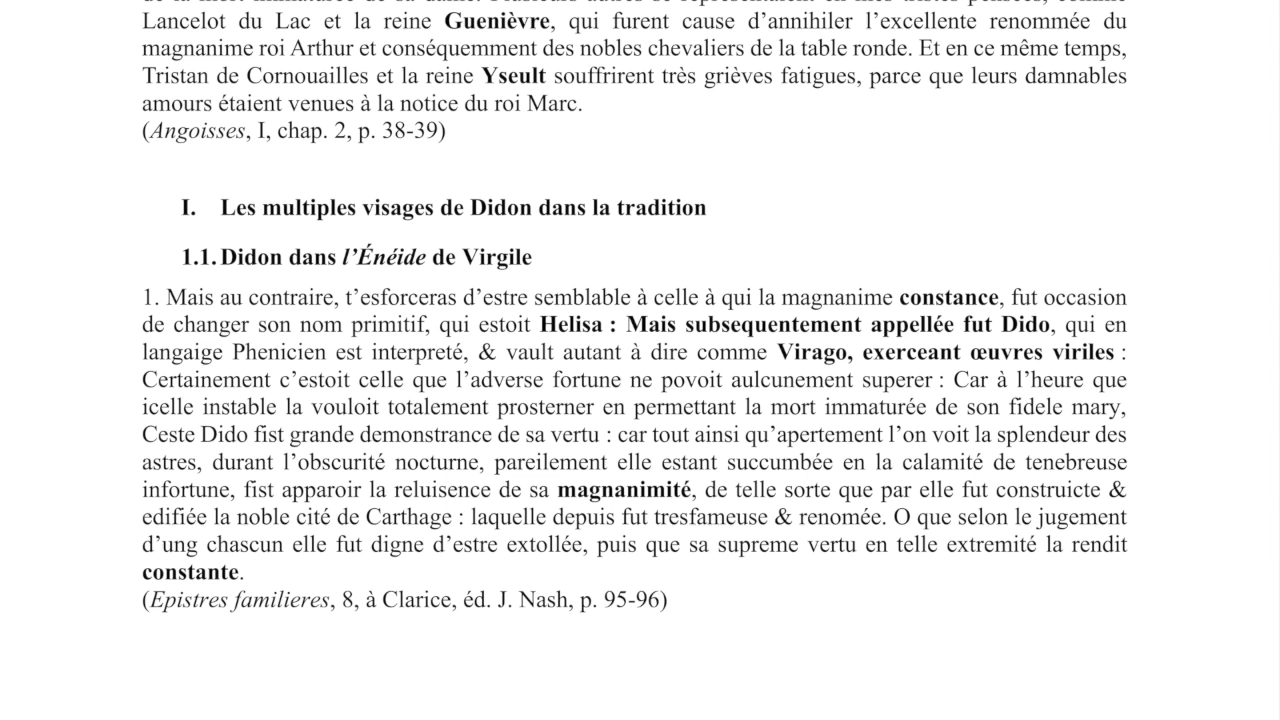 Lancelot du Lac et la reine Guenièvre, qui furent cause d’annihiler l’excellente renommée du
magnanime roi Arthur et conséquemment des nobles chevaliers de la table ronde. Et en ce même temps,
Tristan de Cornouailles et la reine Yseult souffrirent très grièves fatigues, parce que leurs damnables
amours étaient venues à la notice du roi Marc.
(Angoisses, I, chap. 2, p. 38-39)
I. Les multiples visages de Didon dans la tradition
1.1. Didon dans l’Énéide de Virgile
1. Mais au contraire, t’esforceras d’estre semblable à celle à qui la magnanime constance, fut occasion
de changer son nom primitif, qui estoit Helisa : Mais subsequentement appellée fut Dido, qui en
langaige Phenicien est interpreté, & vault autant à dire comme Virago, exerceant œuvres viriles :
Certainement c’estoit celle que l’adverse fortune ne povoit aulcunement superer : Car à l’heure que
icelle instable la vouloit totalement prosterner en permettant la mort immaturée de son fidele mary,
Ceste Dido fist grande demonstrance de sa vertu : car tout ainsi qu’apertement l’on voit la splendeur des
astres, durant l’obscurité nocturne, pareilement elle estant succumbée en la calamité de tenebreuse
infortune, fist apparoir la reluisence de sa magnanimité, de telle sorte que par elle fut construicte &
edifiée la noble cité de Carthage : laquelle depuis fut tresfameuse & renomée. O que selon le jugement
d’ung chascun elle fut digne d’estre extollée, puis que sa supreme vertu en telle extremité la rendit
constante.
(Epistres familieres, 8, à Clarice, éd. J. Nash, p. 95-96)